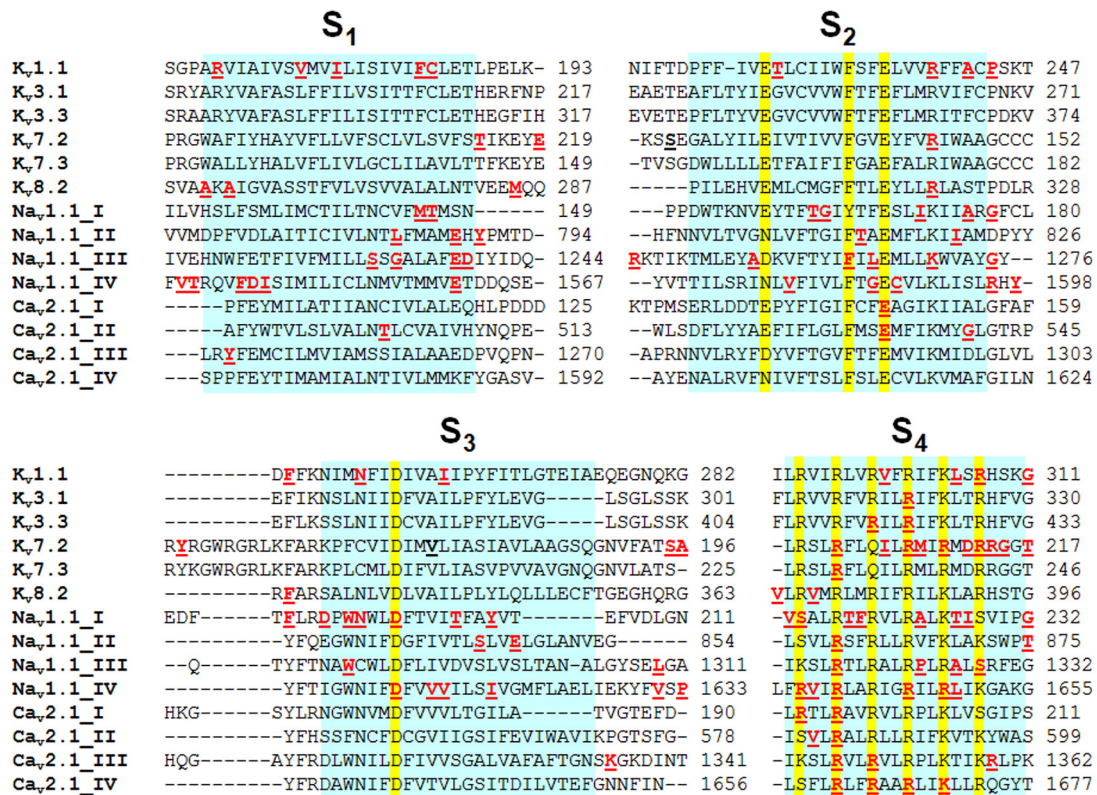 S1 S2
Kv1.1 SGPARVIAIVSVMVILISIVIFCLETLPELK- 193 NIFTDPFF-IVETLCIIWFSFELVVRFFACPSKT 247
Kv3.1 SRYARYVAFASLFFILVSITTFCLETHERFNP 217 EAETEAFLTYIEGVCVVWFTFEFLMRVIFCPNKV 271
Kv3.3 SRAARYVAFASLFFILISITTFCLETHEGFIH 317 EVETEPFLTYVEGVCVVWFTFEFLMRITFCPDKV 374
Kv7.2 PRGWAFIYHAYVFLLVFSCLVLSVFSTIKEYE 219 -KSSEGALYILEIVTIVVFGVEYFVRIWAAGCCC 152
Kv7.3 PRGWALLYHALVFLIVLGCLILAVLTTFKEYE 149 -TVSGDWLLLLETFAIFIFGAEFALRIWAAGCCC 182
Kv8.2 SVAAKAIGVASSTFVLVSVVALALNTVEEMQQ 287 -----PILEHVEMLCMGFFTLEYLLRLASTPDLR 328
Nav1.1_I ILVHSLFSMLIMCTILTNCVFMTMSN------ 149 ---PPDWTKNVEYTFTGIYTFESLIKIIARGFCL 180
Nav1.1_II VVMDPFVDLAITICIVLNTLFMAMEHYPMTD- 794 ---HFNNVLTVGNLVFTGIFTAEMFLKIIAMDPYY 826
Nav1.1_III IVEHNWFETFIVFMILLSSGALAFEDIYIDQ- 1244 RKTIKTMLEYADKVFTYIFILEMLLKWVAYGY-- 1276
Nav1.1_IV FVTRQVFDISIMILICLNMVTMMVETDDQSE- 1567 ---YVTTILSRINLVFIVLFTGECVLKLISLRHY- 1598
Cav2.1_I -----PFEYMILATIIANCIVLALEQHLPDDD 125 KTPMSERLDDTEPYFIGIFCFEAGIKIIALGFAF 159
Cav2.1_II -----AFYWTVLSLVALNTLCVAIVHYNQPE- 513 ---WLSDFLYYAEFIFLGLFMSEMFIKMYGLGTRP 545
Cav2.1_III ---LRYFEMCILMVIAMSSIALAAEDPVQPN- 1270 --APRNNVLRYFDYVFTGVFTFEMVIKMIDLGLVL 1303
Cav2.1_IV ---SPPFEYTIMAMIALNTIVLMMKFYGASV- 1592 ---AYENALRVFNIVFTSLFSLECVLKVMAFGILN 1624
S3 S4
Kv1.1 ---------DFFKNIMNFIDIVAIIPYFITLGTEIAEQEGNQKG 282 ILRVIRLVRVFRIFKLSRHSKG 311
Kv3.1 ---------EFIKNSLNIIDFVAILPFYLEVG----LSGLSSK 301 FLRVVRFVRILRIFKLTRHFVG 330
Kv3.3 ---------EFLKSSLNIIDCVAILPFYLEVG-----LSGLSSK 404 FLRVVRFVRILRIFKLTRHFVG 433
Kv7.2 RYRGWRGRLKFARKPFCVIDIMVLIASIAVLAAGSQGNVFATSA 196 -LRSLRFLQILRMIRMDRRGGT 217
Kv7.3 RYKGWRGRLKFARKPLCMLDIFVLIASVPVVAVGNQGNVLATS- 225 -LRSLRFLQILRMLRMDRRGGT 246
Kv8.2 ---------RFARSALNLVDLVAILPLYLQLLLECFTGEGHQRG 363 VLRVMRLMRIFRILKLARHSTG 396
Nav1.1_I EDF------TFLRDPWNWLDFTVITFAYVT------EFVDLGN 211 -VSALRTFRVLRALKTISVIPG 232
Nav1.1_II ---------YFQEGWNIFDGFIVTLSLVELGLANVEG------- 854 -LSVLRSFRLLRVFKLAKSWPT 875
Nav1.1_III --Q------TYFTNAWCWLDFLIVDVSLVSLTAN-ALGYSELGA 1311 -IKSLRTLRALRPLRALSRFEG 1332
Nav1.1_IV ---------YFTIGWNIFDFVVVILSIVGMFLAELIEKYFVSP 1633 LFRVIRLARIGRILRLIKGAKG 1655
Cav2.1_I HKG------SYLRNGWNVMDFVVVLTGILA------TVGTEFD- 190 -LRTLRAVRVLRPLKLVSGIPS 211
Cav2.1_II ---------YFHSSFNCFDCGVIIGSIFEVIWAVIKPGTSFG- 578 -ISVLRALRLLRIFKVTKYWAS 599
Cav2.1_III HQG------AYFRDLWNILDFIVVSGALVAFAFTGNSKGKDINT 1341 -IKSLRVLRVLRPLKTIKRLPK 1362
Cav2.1_IV ---------YFRDAWNIFDFVTVLGSITDILVTEFGNNFIN-- 1656 -LSFLRLFRAARLIKLLRQGYT 1677